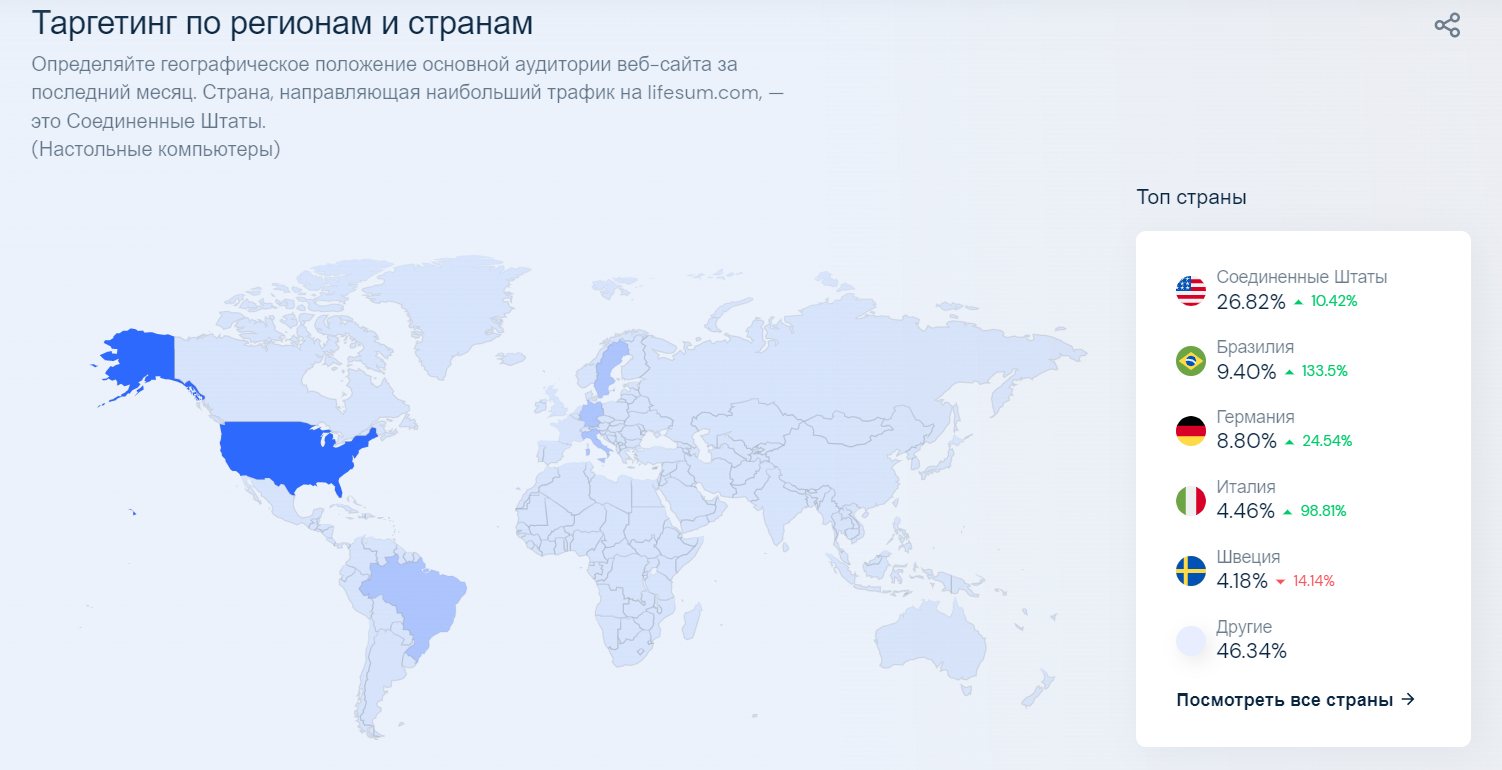 Таргетинг по регионам и странам
Определяйте географическое положение основной аудитории веб-сайта за
последний месяц. Страна, направляющая наибольший трафик на lifesum.com, —
это Соединенные Штаты.
(Настольные компьютеры)
Топ страны
Соединенные Штаты
26.82% ▲ 10.42%
Бразилия
9.40% ▲ 133.5%
Германия
8.80% ▲ 24.54%
Италия
4.46% ▲ 98.81%
Швеция
4.18% ▼ 14.14%
Другие
46.34%
Посмотреть все страны →